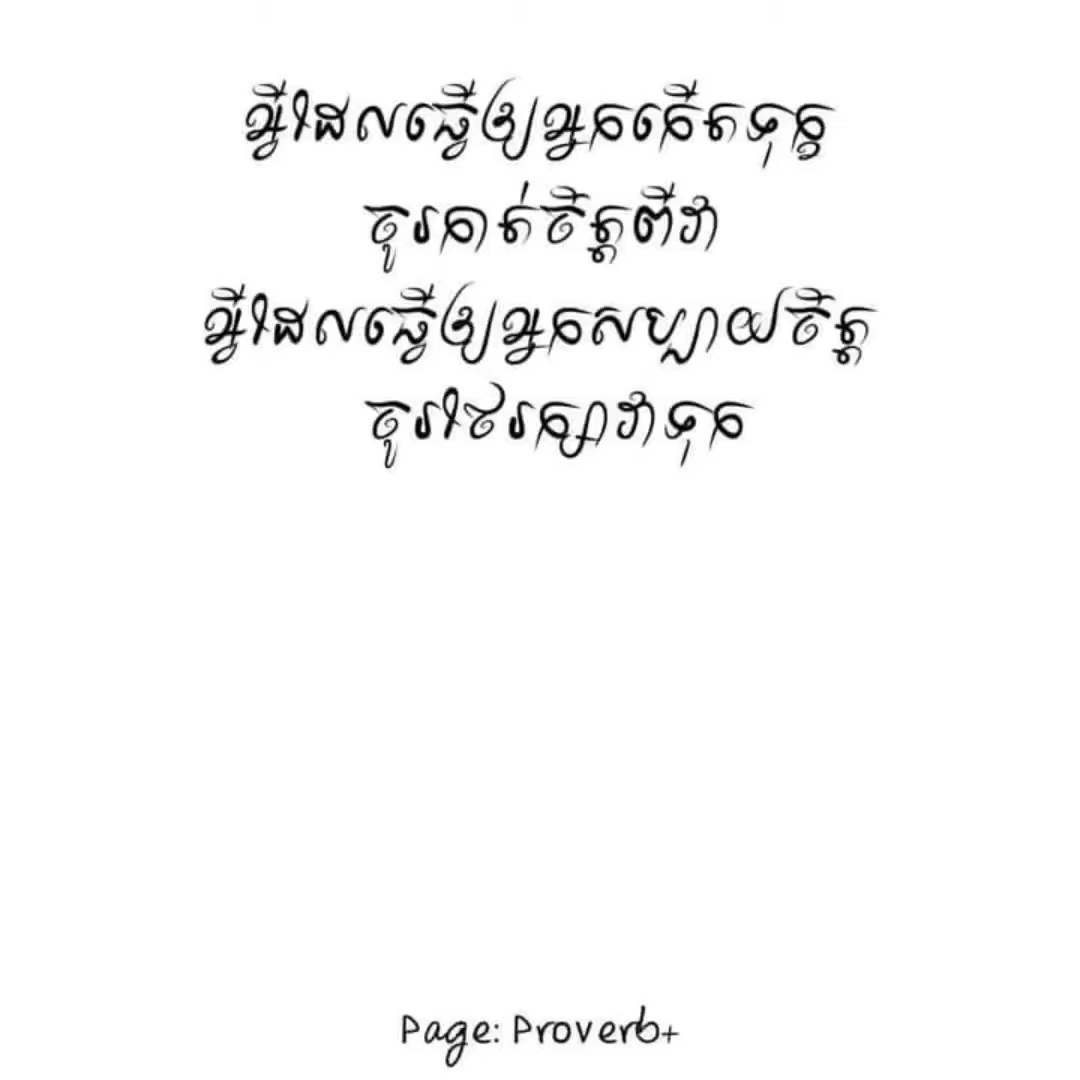 អ្វីដែលធ្វើឲ្យអ្នកកើតទុក្ខ
ចូរកាត់ចិត្តពីវា
អ្វីដែលធ្វើឲ្យអ្នកសប្បាយចិត្ត
ចូរថែរក្សាវាទុក
Page: Proverb+